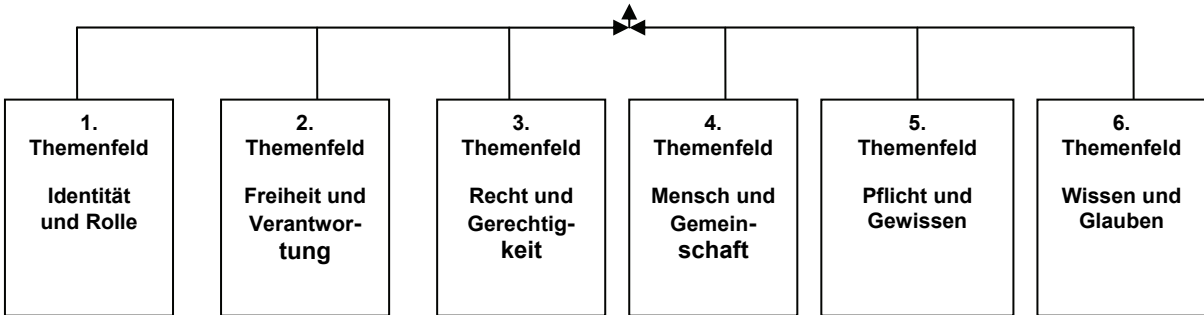 1.
Themenfeld
Identität
und Rolle
2.
Themenfeld
Freiheit und
Verantwor-
tung
3.
Themenfeld
Recht und
Gerechtig-
keit
4.
Themenfeld
Mensch und
Gemein-
schaft
5.
Themenfeld
Pflicht und
Gewissen
6.
Themenfeld
Wissen und
Glauben